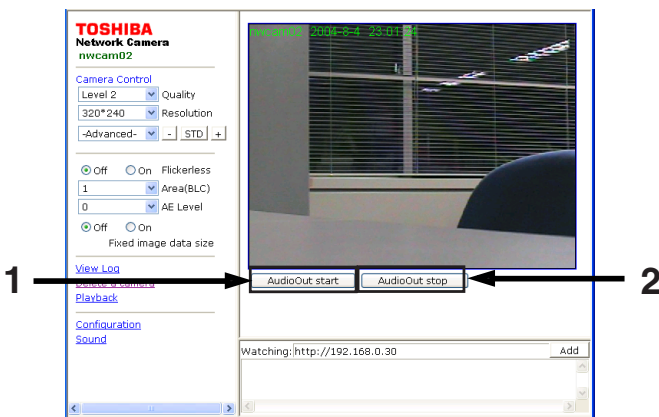 TOSHIBA
Network Camera
nwcam02
Camera Control
Level 2 Quality
320*240 Resolution
-Advanced- - STD +
Off On Flickerless
1 Area(BLC)
0 AE Level
Off On
Fixed image data size
View Log
Delete a camera
Playback
Configuration
Sound
nwcam02 2004-8-4 23:01
AudioOut start
AudioOut stop
1
2
Watching: http://192.168.0.30 Add